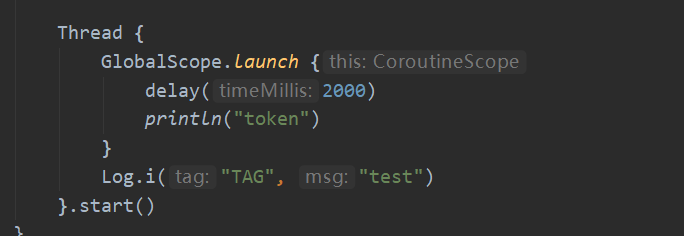 Thread {
GlobalScope.launch { this: CoroutineScope
delay( timeMillis: 2000)
println("token")
}
Log.i( tag: "TAG", msg: "test")
}.start()
}